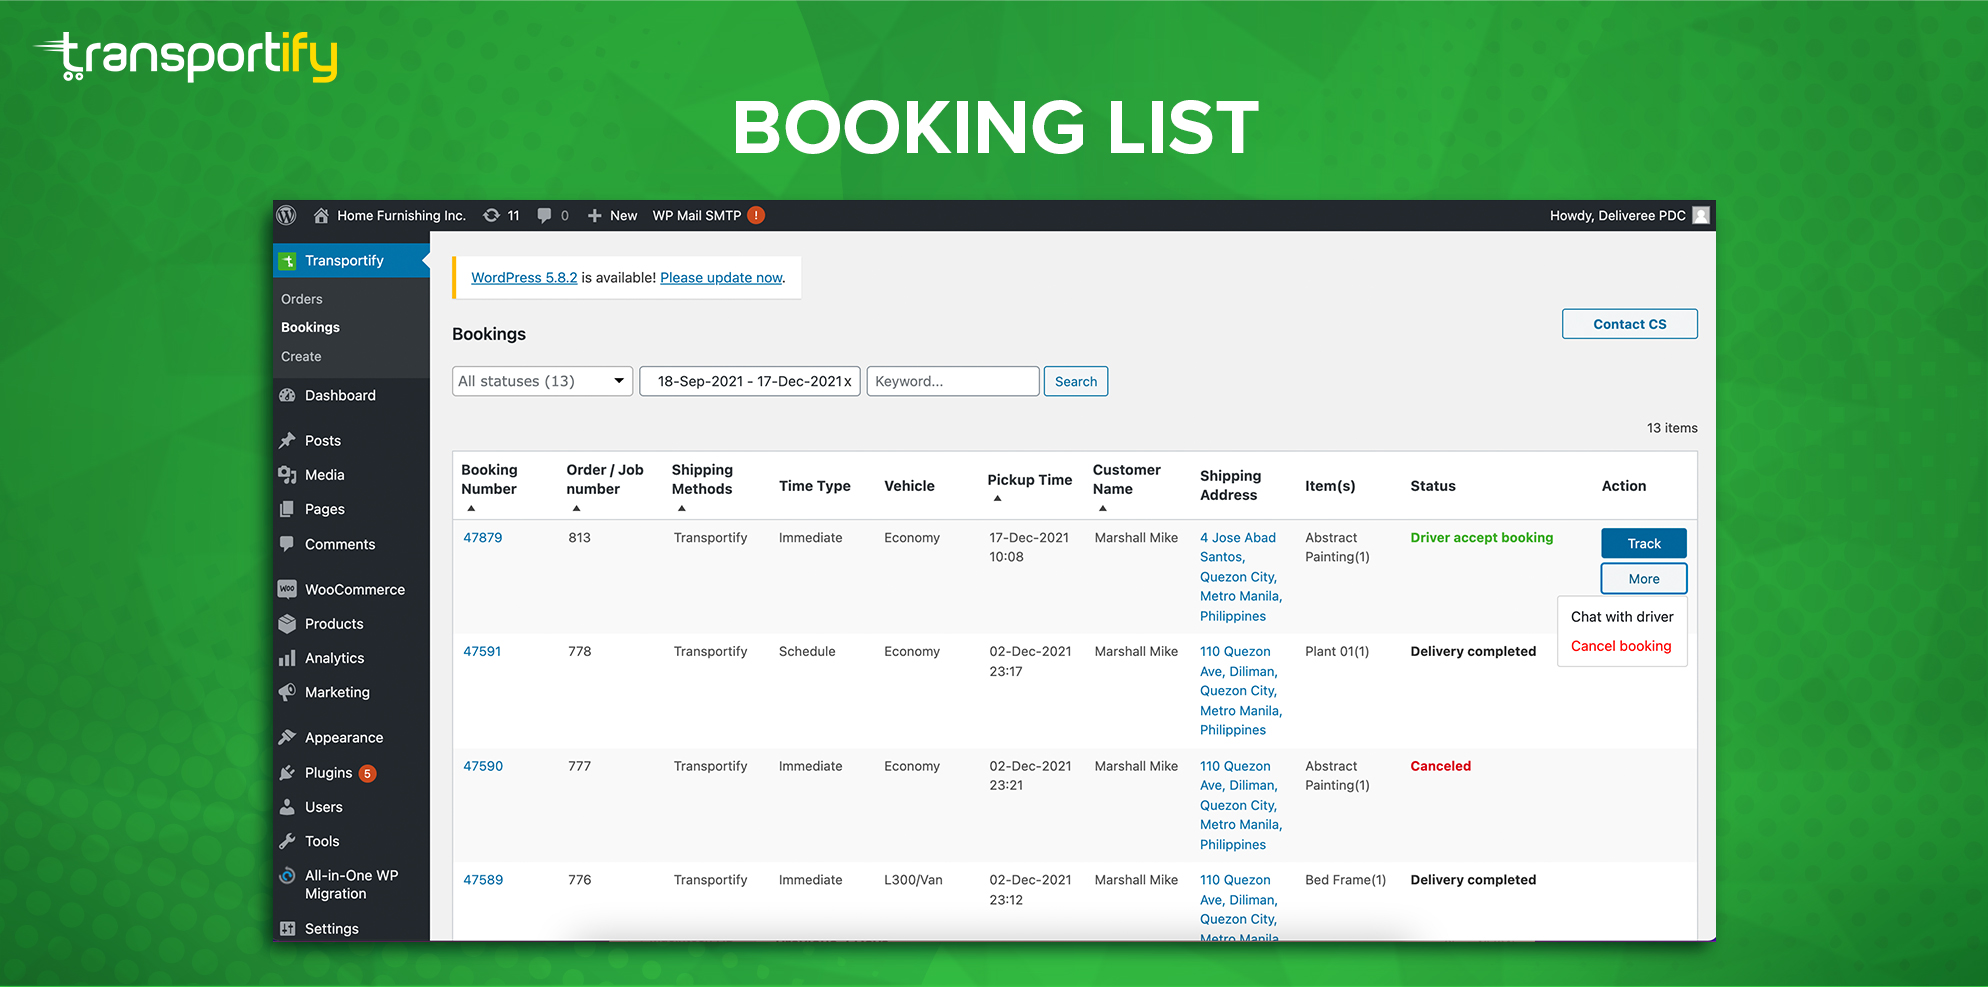 transportify
BOOKING LIST
Home Furnishing Inc. 11 0 New WP Mail SMTP !
Howdy, Deliveree PDC
Transportify
Orders
Bookings
Create
Dashboard
Posts
Media
Pages
Comments
WooCommerce
Products
Analytics
Marketing
Appearance
Plugins 5
Users
Tools
All-in-One WP
Migration
Settings
WordPress 5.8.2 is available! Please update now.
Contact CS
Bookings
All statuses (13) 18-Sep-2021 - 17-Dec-2021x Keyword... Search
13 items
Booking Number Order / Job number Shipping Methods Time Type Vehicle Pickup Time Customer Name Shipping Address Item(s) Status Action
47879 813 Transportify Immediate Economy 17-Dec-2021 Marshall Mike 4 Jose Abad Abstract Driver accept booking Track
10:08 Santos, Painting(1)
Quezon City, More
Metro Manila,
Philippines Chat with driver
Cancel booking
47591 778 Transportify Schedule Economy 02-Dec-2021 Marshall Mike 110 Quezon Plant 01(1) Delivery completed
23:17 Ave, Diliman,
Quezon City,
Metro Manila,
Philippines
47590 777 Transportify Immediate Economy 02-Dec-2021 Marshall Mike 110 Quezon Abstract Canceled
23:21 Ave, Diliman, Painting(1)
Quezon City,
Metro Manila,
Philippines
47589 776 Transportify Immediate L300/Van 02-Dec-2021 Marshall Mike 110 Quezon Bed Frame(1) Delivery completed
23:12 Ave, Diliman,
Quezon City,
Metro Manila